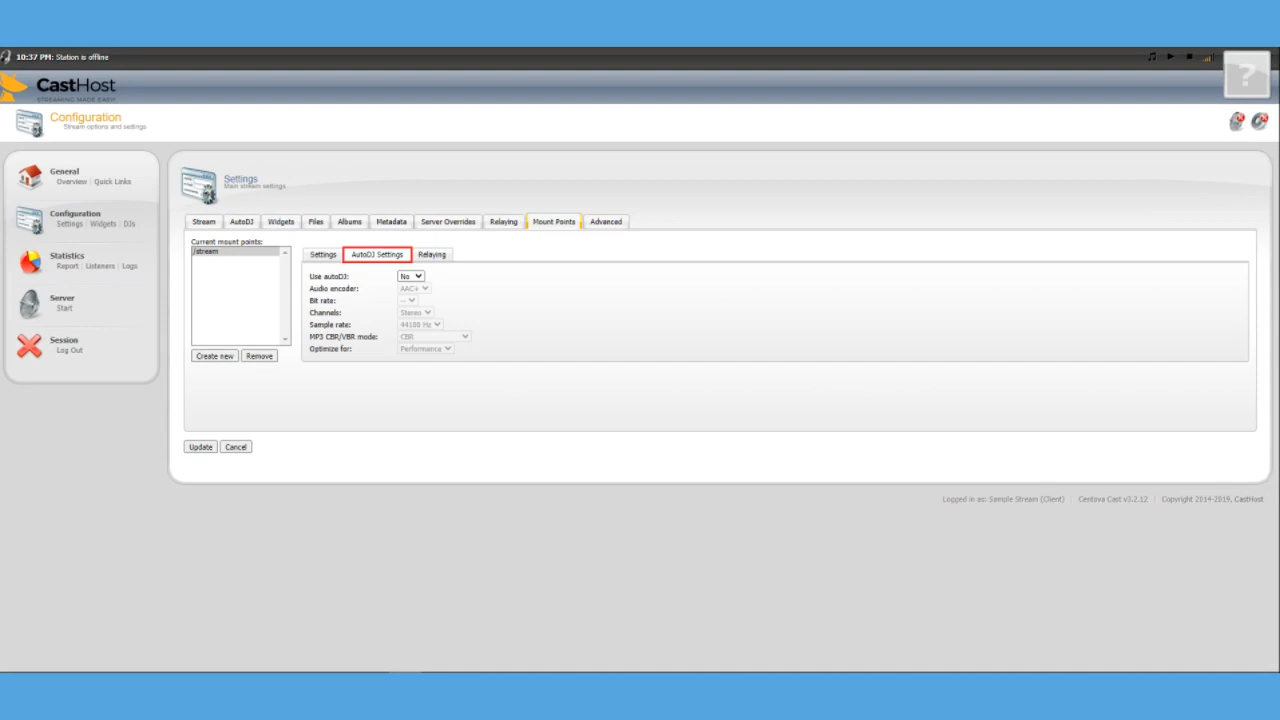 10:37 PM: Station is offline
?
CastHost
STREAMING MADE EASY
Configuration
Stream options and settings
General
Overview | Quick Links
Configuration
Settings | Widgets | DJs
Statistics
Report | Listeners | Logs
Server
Start
Session
Log Out
Settings
Main stream settings
Stream AutoDJ Widgets Files Albums Metadata Server Overrides Relaying Mount Points Advanced
Current mount points:
/stream
Create new Remove
Settings AutoDJ Settings Relaying
Use autoDJ: No
Audio encoder: AAC+
Bit rate: --
Channels: Stereo
Sample rate: 44100 Hz
MP3 CBR/VBR mode: CBR
Optimize for: Performance
Update Cancel
Logged in as: Sample Stream (Client) | Centova Cast v3.2.12 | Copyright 2014-2019, CastHost